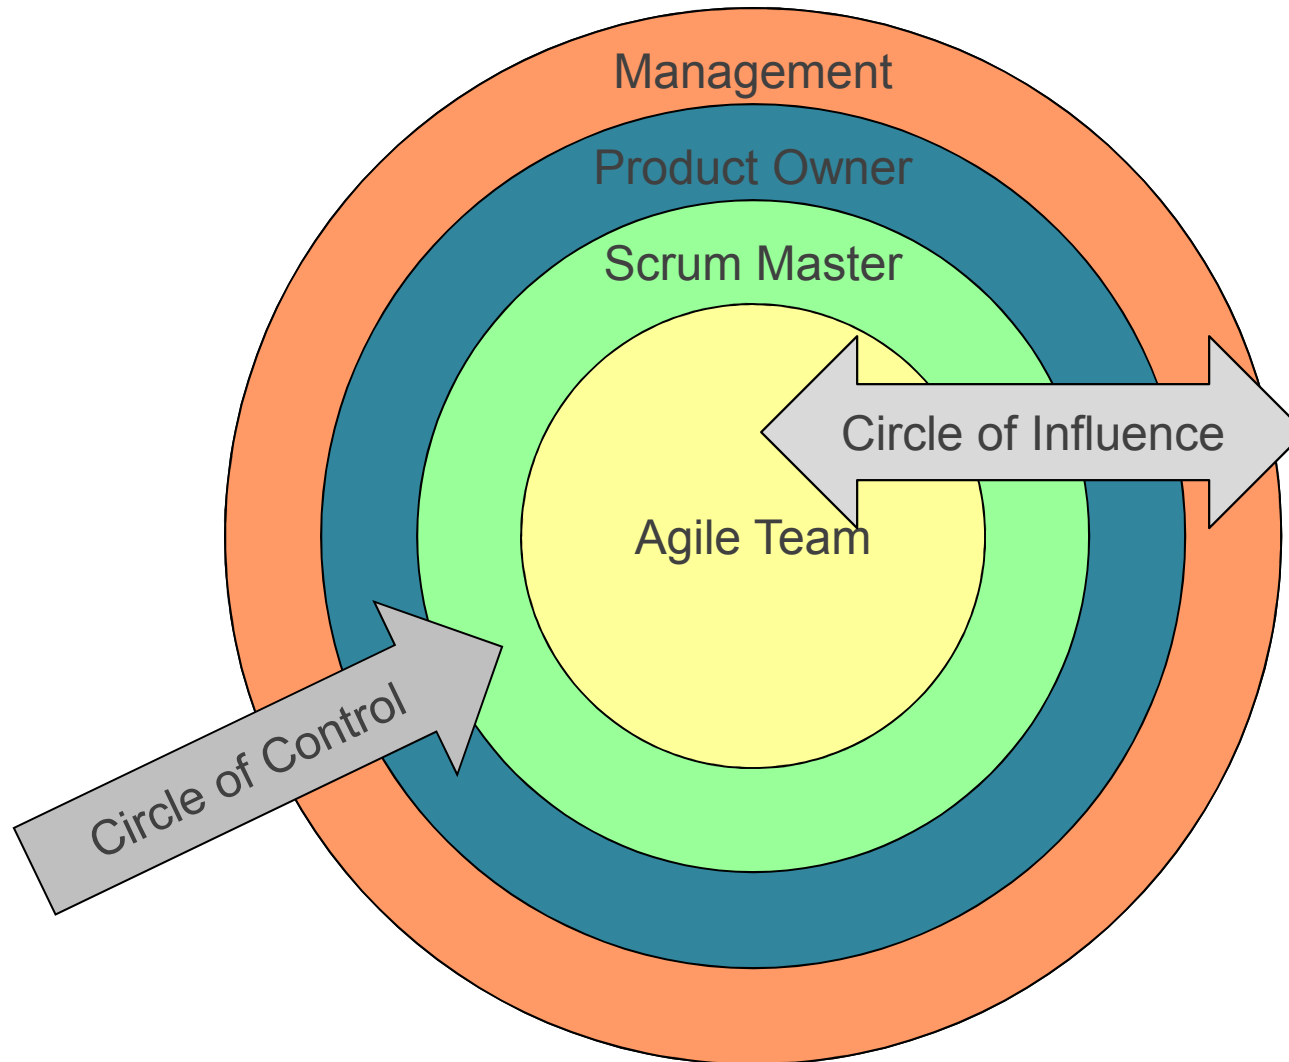 Management
Product Owner
Scrum Master
Circle of Influence
Agile Team
Circle of Control